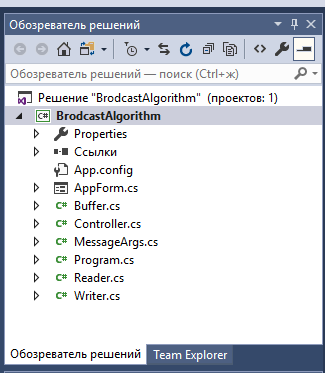 Обозреватель решений
Обозреватель решений — поиск (Ctrl+ж)
Решение "BrodcastAlgorithm" (проектов: 1)
C# BrodcastAlgorithm
Properties
Ссылки
App.config
AppForm.cs
C# Buffer.cs
C# Controller.cs
C# MessageArgs.cs
C# Program.cs
C# Reader.cs
C# Writer.cs
Обозреватель решений Team Explorer